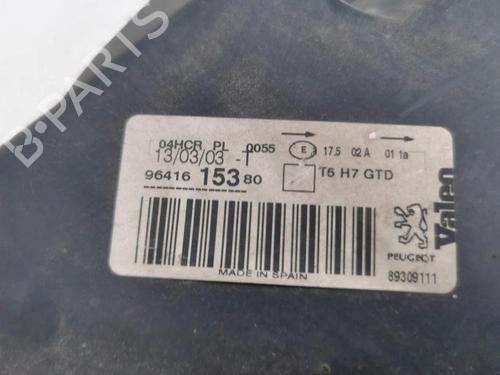 B-PARTS
04HCR PL 0055 E 17.5 02 A 01 1a
13/03/03 -1
96416 153 80 T5 H7 GTD
Valeo
PEUGEOT
MADE IN SPAIN 89309111